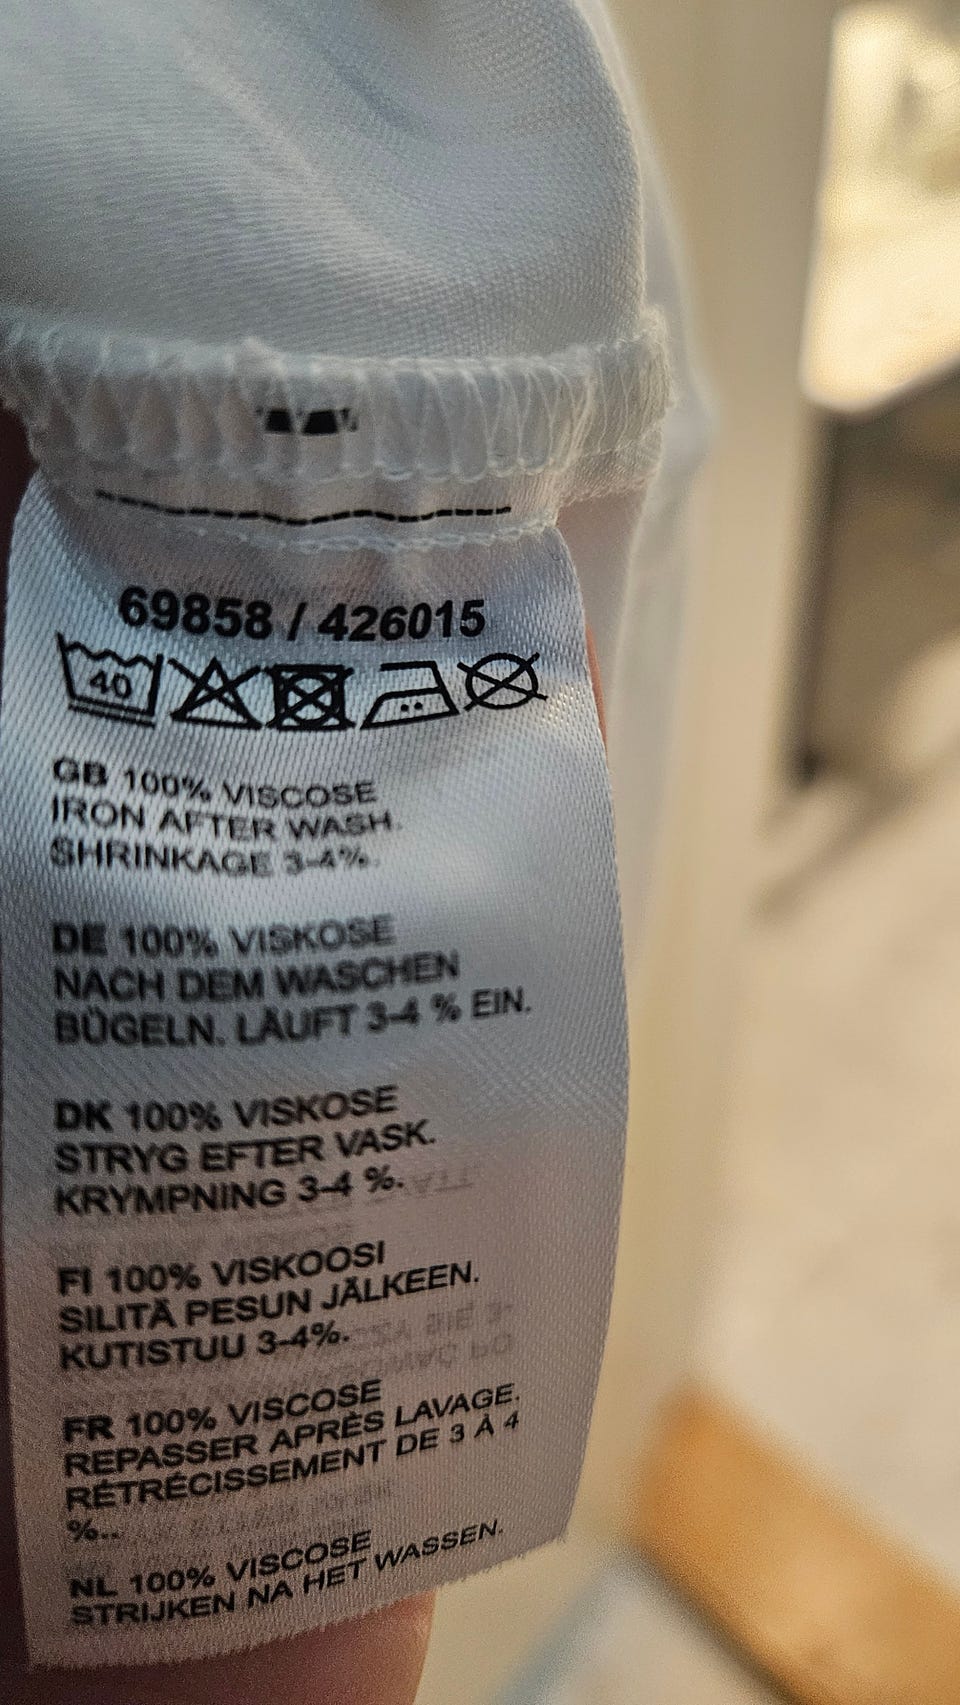 69858 / 426015
40
GB 100% VISCOSE
IRON AFTER WASH.
SHRINKAGE 3-4%.
DE 100% VISKOSE
NACH DEM WASCHEN
BÜGELN. LÄUFT 3-4 % EIN.
DK 100% VISKOSE
STRYG EFTER VASK.
KRYMPNING 3-4 %.
FI 100% VISKOOSI
SILITÄ PESUN JÄLKEEN.
KUTISTUU 3-4%.
FR 100% VISCOSE
REPASSER APRÈS LAVAGE.
RÉTRÉCISSEMENT DE 3 À 4
%..
NL 100% VISCOSE
STRIJKEN NA HET WASSEN.